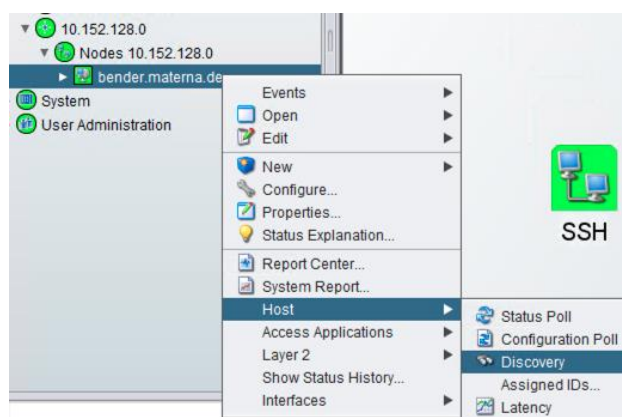 10.152.128.0
Nodes 10.152.128.0
bender.materna.de
System
User Administration
Events
Open
Edit
New
Configure...
Properties...
Status Explanation...
Report Center...
System Report...
Host
Access Applications
Layer 2
Show Status History...
Interfaces
SSH
Status Poll
Configuration Poll
Discovery
Assigned IDs...
Latency